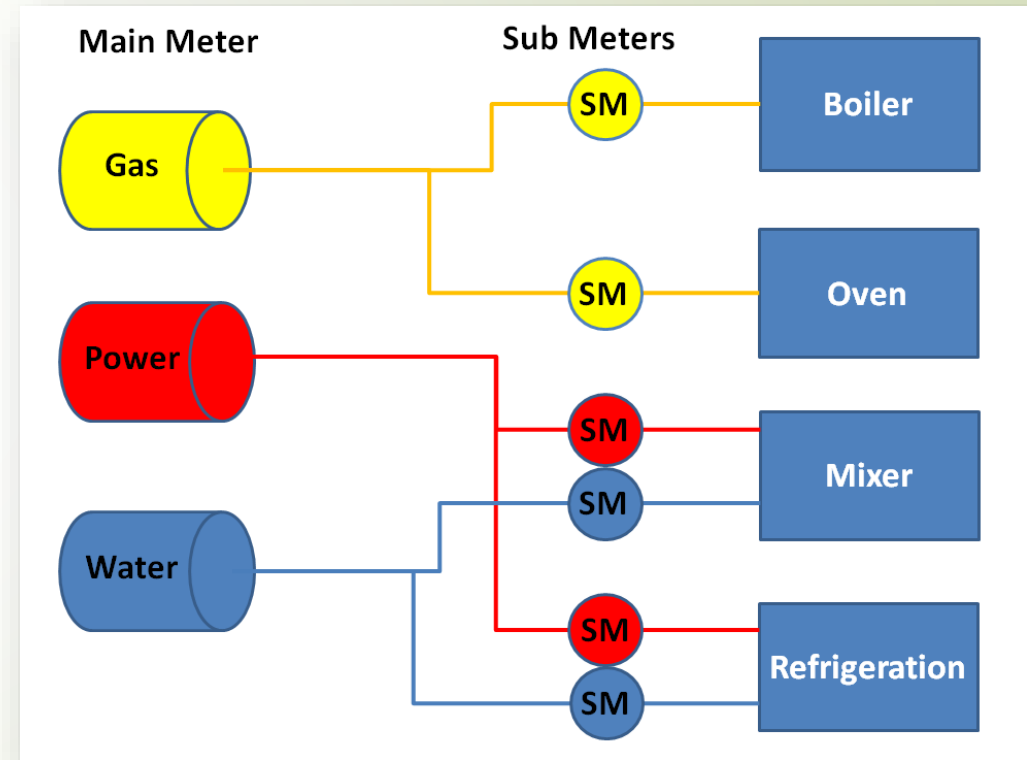 Main Meter
Sub Meters
SM
Boiler
Gas
SM
Oven
Power
SM
Mixer
SM
Water
SM
Refrigeration
SM